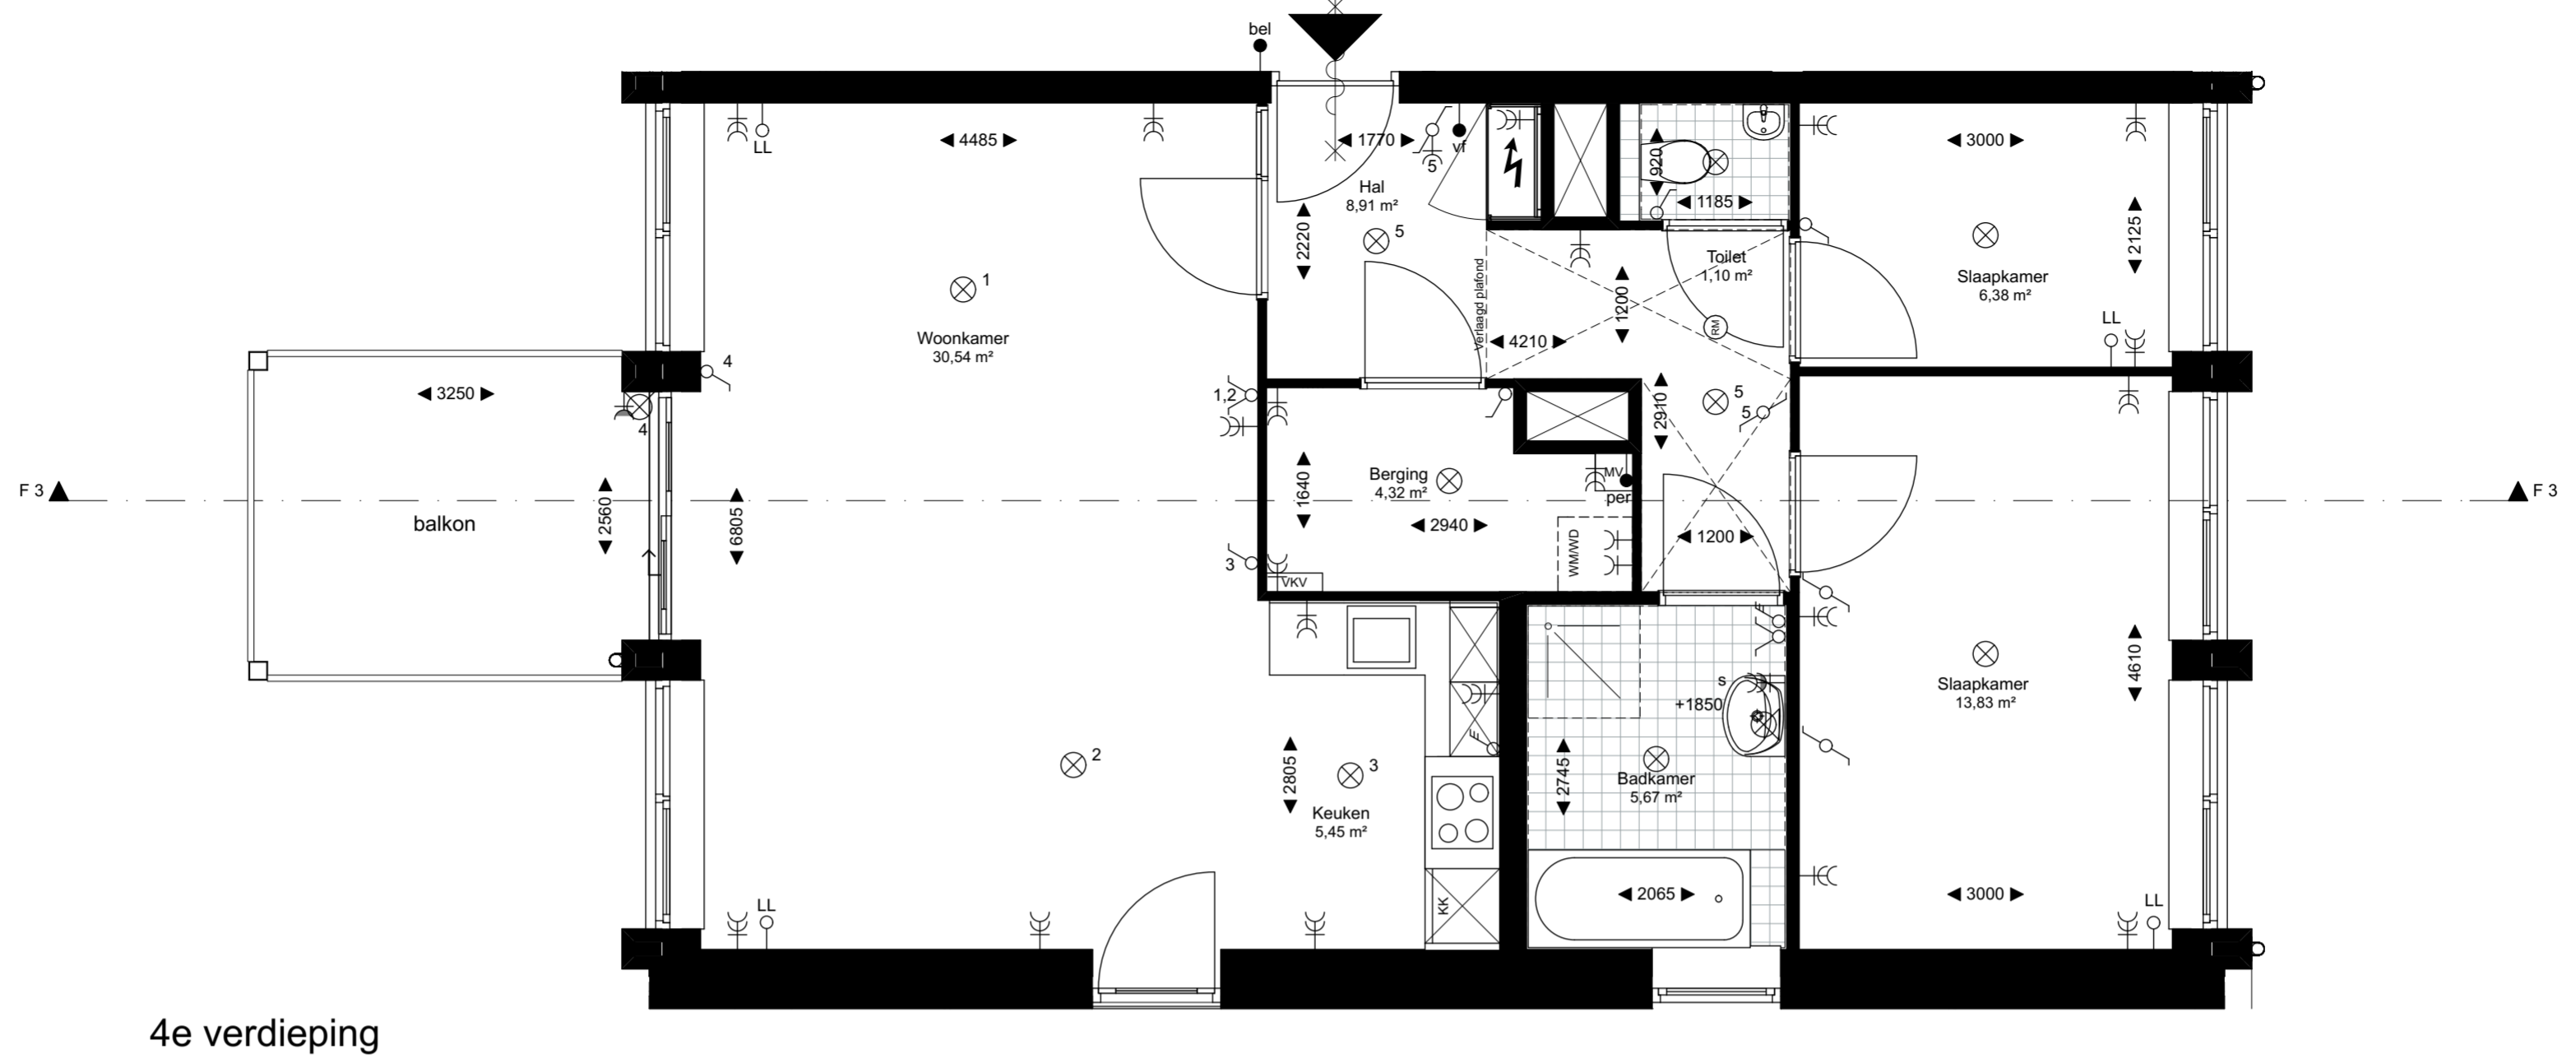 bel
4485
1770
vf
5
LL
Hal
8,91 m²
5
2220
920
1185
3000
2125
Toilet
1,10 m²
Slaapkamer
6,38 m²
1
Woonkamer
30,54 m²
Verlaagd plafond
1200
4210
RM
LL
4
3250
4
1,2
2910
5
5
F 3
balkon
2560
6805
1640
Berging
4,32 m²
2940
MV
per
WM/WD
1200
F 3
3
VKV
s
+1850
Slaapkamer
13,83 m²
4610
2
2805
3
Keuken
5,45 m²
2745
Badkamer
5,67 m²
KK
2065
3000
LL
LL
4e verdieping